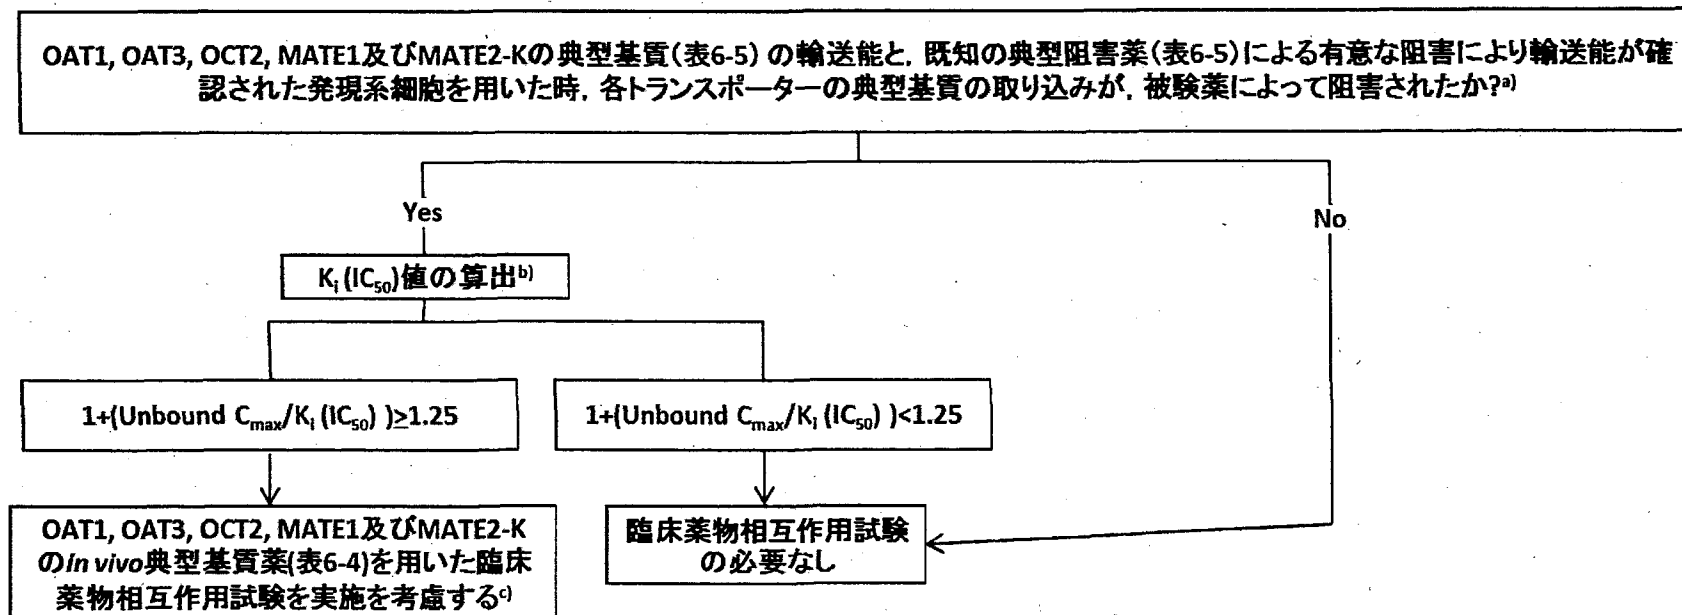 OAT1, OAT3, OCT2, MATE1及びMATE2-Kの典型基質(表6-5) の輸送能と, 既知の典型阻害薬(表6-5)による有意な阻害により輸送能が確
認された発現系細胞を用いた時, 各トランスポーターの典型基質の取り込みが, 被験薬によって阻害されたか?a)
Yes
No
Ki (IC50)値の算出b)
1+(Unbound Cmax/Ki (IC50) )≥1.25
1+(Unbound Cmax/Ki (IC50) )<1.25
OAT1, OAT3, OCT2, MATE1及びMATE2-K
のin vivo典型基質薬(表6-4)を用いた臨床
薬物相互作用試験を実施を考慮するc)
臨床薬物相互作用試験
の必要なし